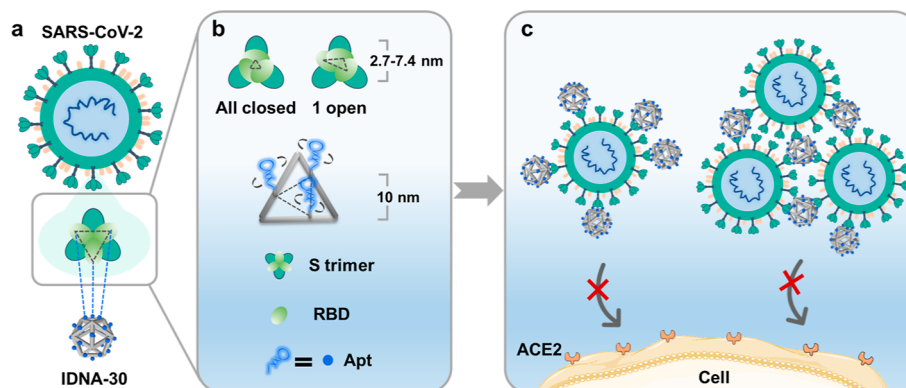 a
SARS-CoV-2
IDNA-30
b
All closed
1 open
2.7-7.4 nm
10 nm
S trimer
RBD
= Apt
c
ACE2
Cell